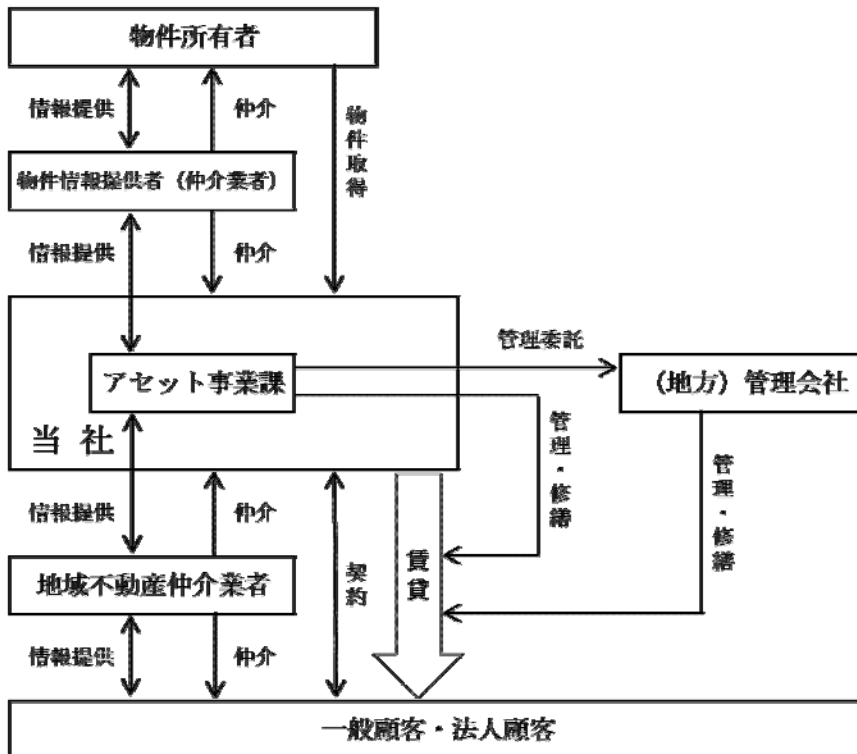 物件所有者
情報提供
仲介
物件取得
物件情報提供者（仲介業者）
情報提供
仲介
管理委託
アセット事業課
（地方）管理会社
当社
管理・修繕
管理・修繕
情報提供
仲介
契約
賃貸
地域不動産仲介業者
情報提供
仲介
一般顧客・法人顧客